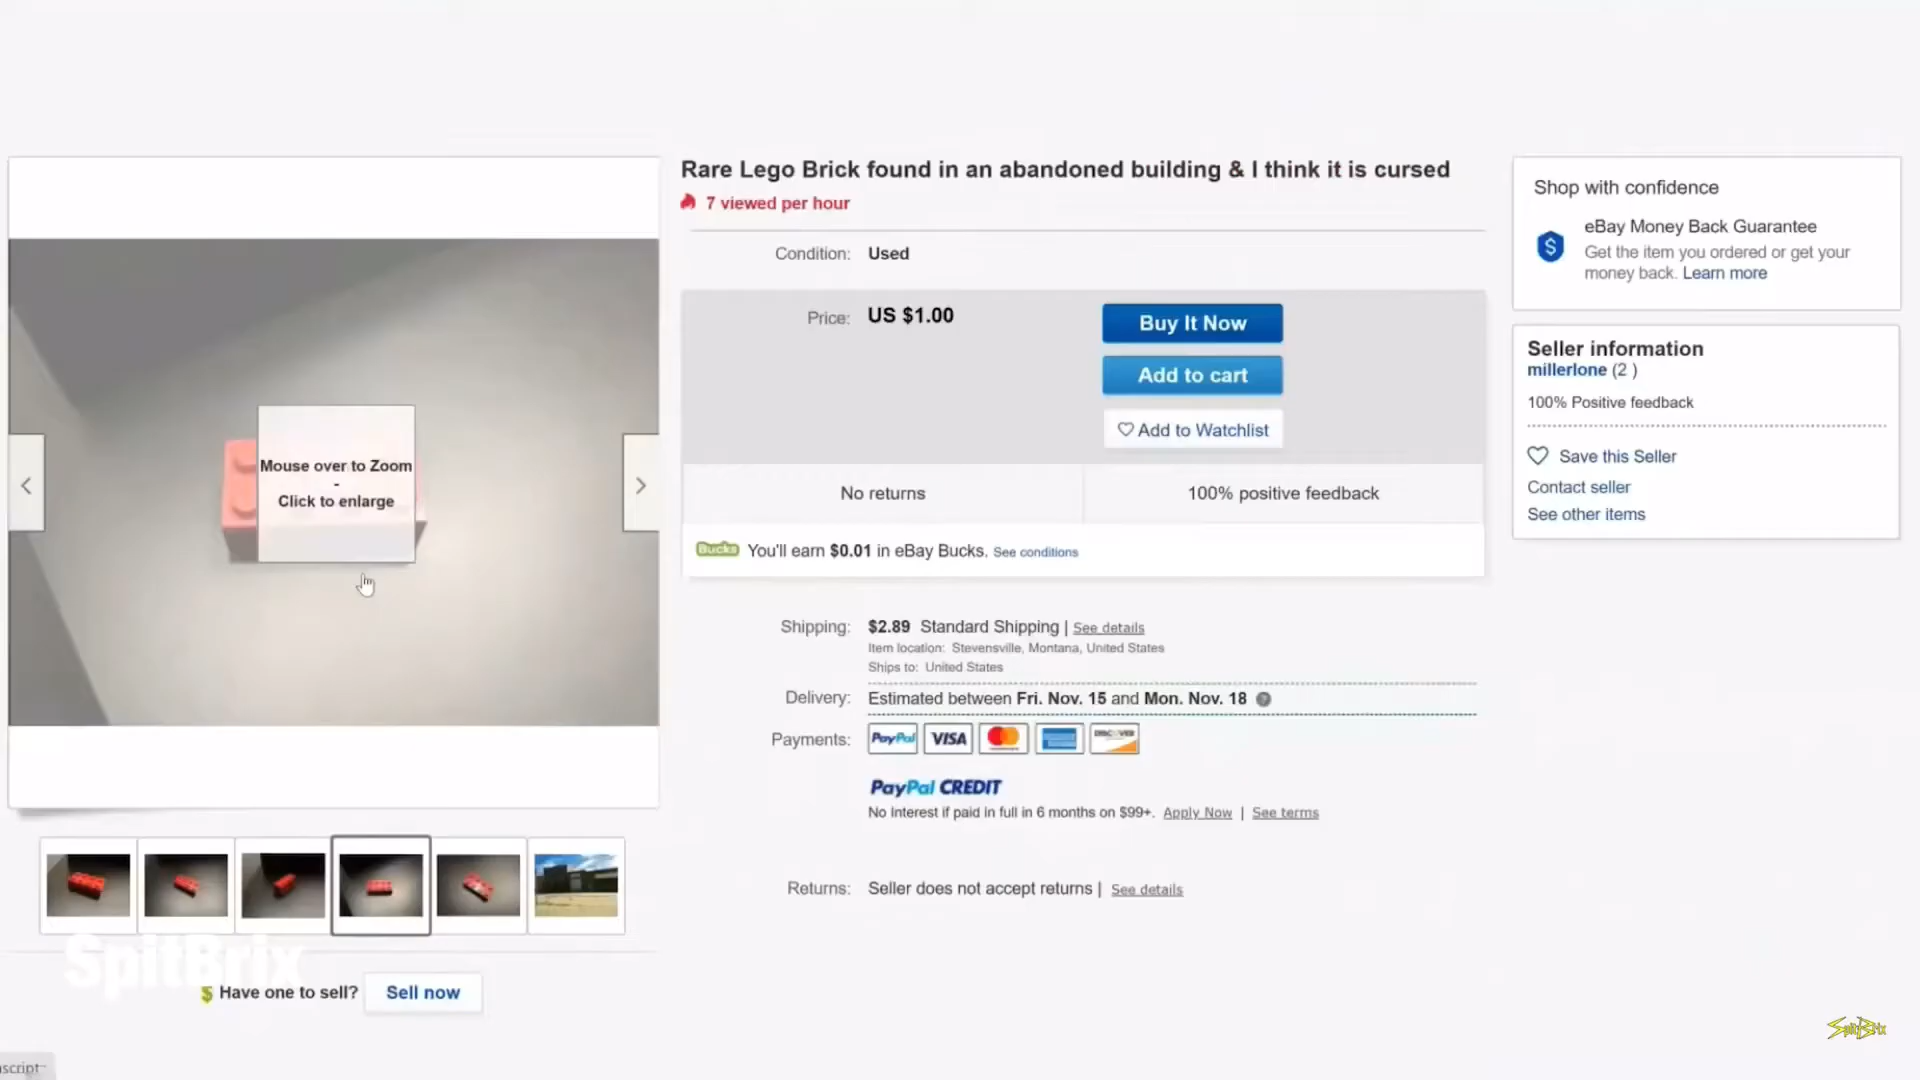 Rare Lego Brick found in an abandoned building & I think it is cursed
7 viewed per hour
Condition: Used
Price: US $1.00
Buy It Now
Add to cart
Add to Watchlist
No returns
100% positive feedback
Bucks You'll earn $0.01 in eBay Bucks. See conditions
Shipping: $2.89 Standard Shipping | See details
Item location: Stevensville, Montana, United States
Ships to: United States
Delivery: Estimated between Fri. Nov. 15 and Mon. Nov. 18 ?
Payments: PayPal VISA DISCOVER
PayPal CREDIT
No Interest if paid in full in 6 months on $99+. Apply Now | See terms
Returns: Seller does not accept returns | See details
Mouse over to Zoom
-
Click to enlarge
SpitBrix
$ Have one to sell? Sell now
Shop with confidence
$ eBay Money Back Guarantee
Get the item you ordered or get your
money back. Learn more
Seller information
millerlone (2 )
100% Positive feedback
Save this Seller
Contact seller
See other items
SpitBrix